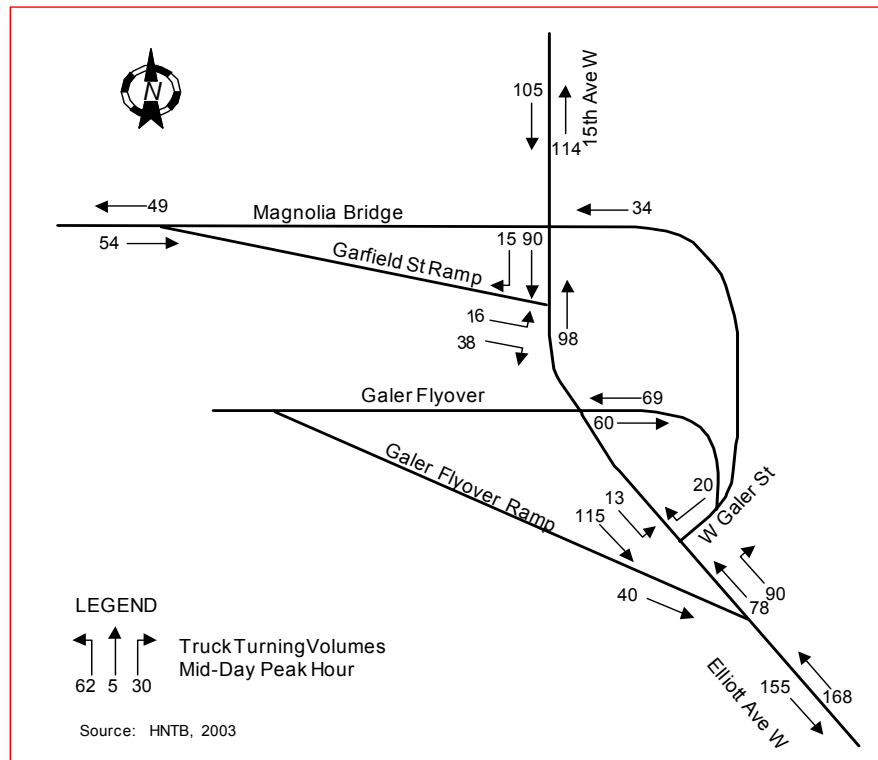 N
105
15th Ave W
114
49
34
Magnolia Bridge
54
15 90
Garfield St Ramp
16
98
38
Galer Flyover
69
60
Galer Flyover Ramp
20
13
W Galer St
115
90
40
78
LEGEND
Truck Turning Volumes
Mid-Day Peak Hour
62 5 30
Elliott Ave W
155
168
Source: HNTB, 2003